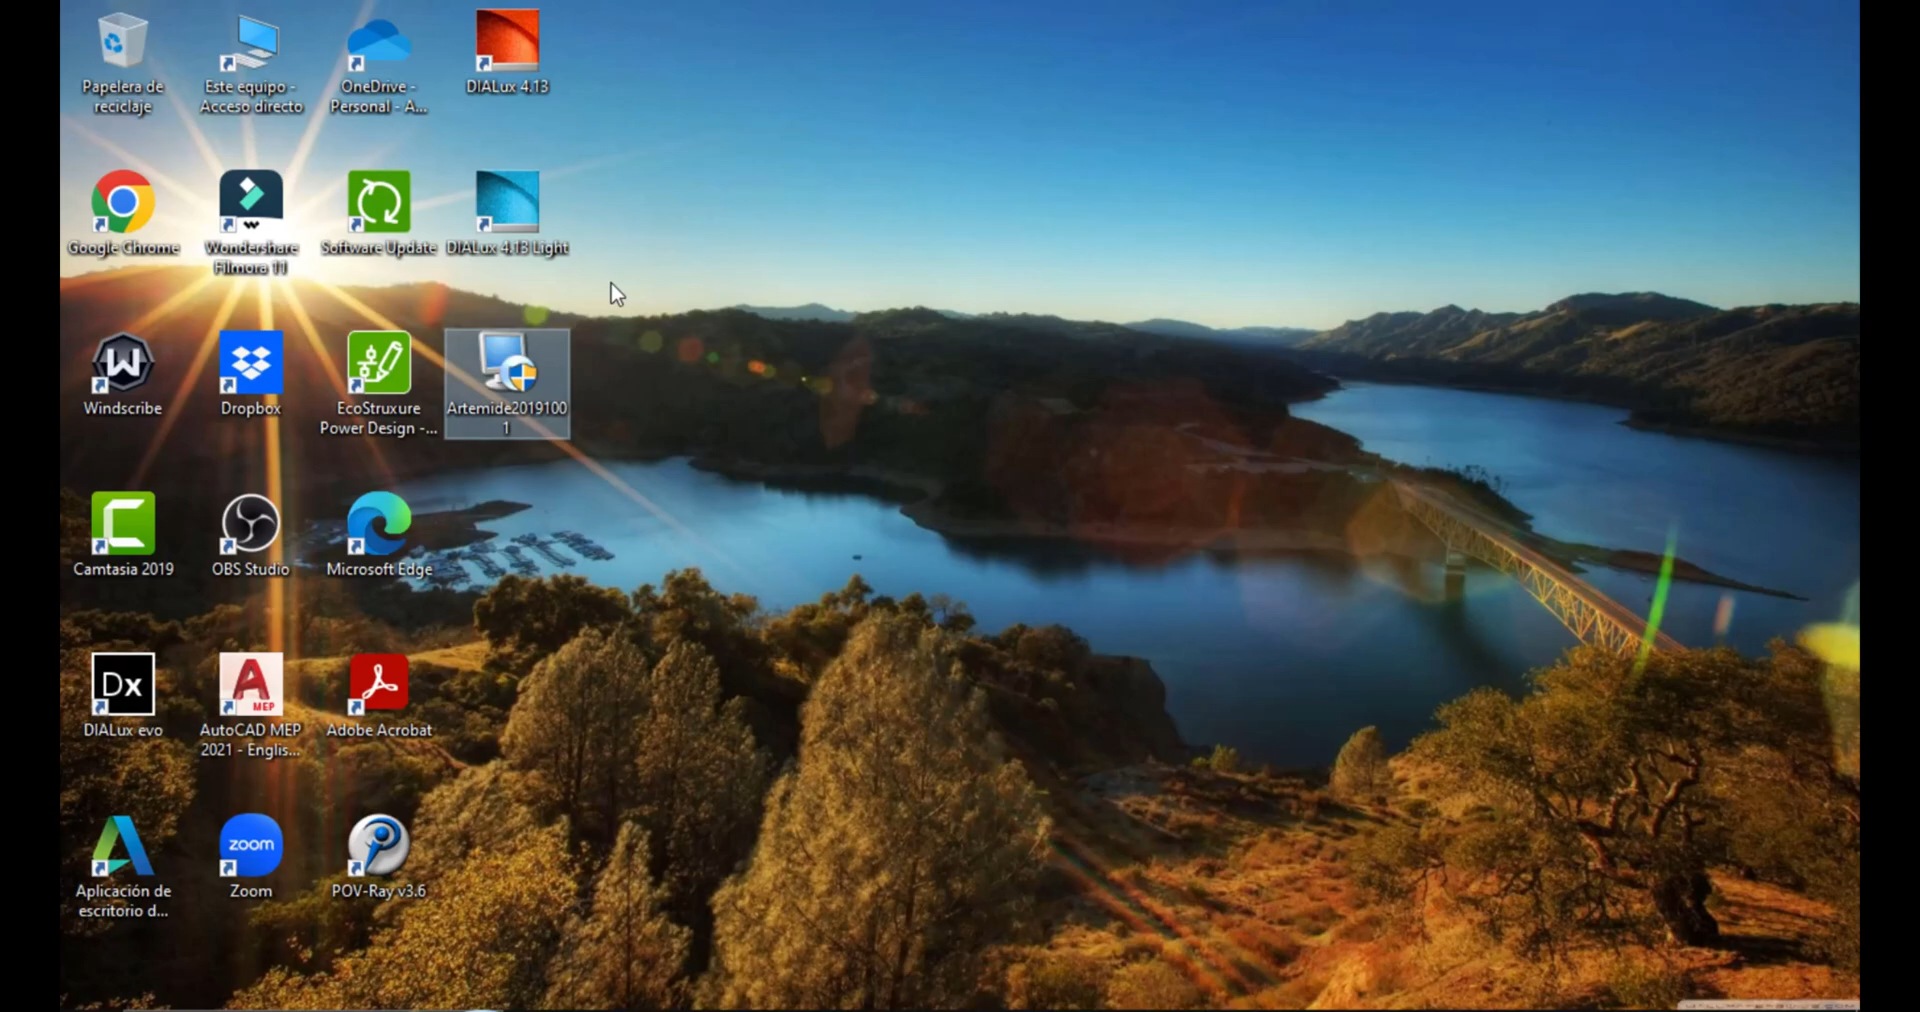 Papelera de
reciclaje
Este equipo -
Acceso directo
OneDrive -
Personal - A...
DIALux 4.13
Google Chrome
Wondershare
Filmora 11
Software Update
DIALux 4.13 Light
W
Windscribe
Dropbox
EcoStruxure
Power Design -...
Artemide2019100
1
C
Camtasia 2019
OBS Studio
Microsoft Edge
Dx
DIALux evo
A
MEP
AutoCAD MEP
2021 - Englis...
Adobe Acrobat
Aplicación de
escritorio d...
zoom
Zoom
POV-Ray v3.6